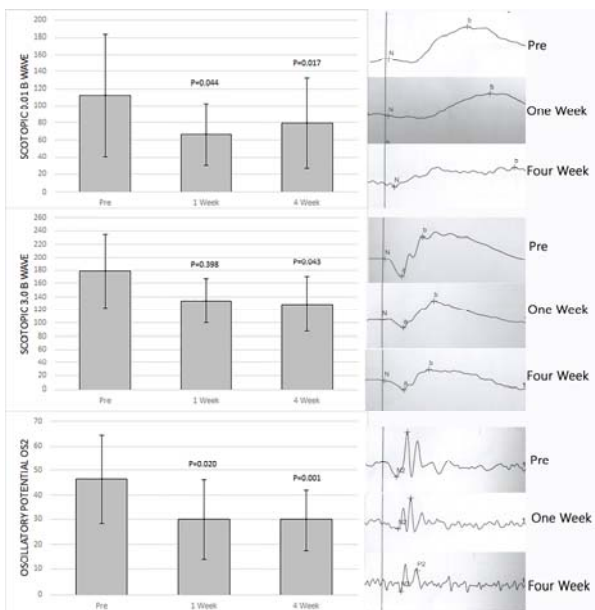 SCOTOPIC 0.01 B-WAVE
200
180
160
140
120
100
80
60
40
20
0
P=0.044
P=0.017
Pre
1 Week
4 Week
N
b
Pre
N
b
One Week
N
b
Four Week
SCOTOPIC 3.0 B-WAVE
260
240
220
200
180
160
140
120
100
80
60
40
20
0
P=0.398
P=0.043
Pre
1 Week
4 Week
N
b
a
Pre
N
b
a
One Week
N
b
a
Four Week
OSCILLATORY POTENTIAL OS2
70
60
50
40
30
20
10
0
P=0.020
P=0.001
Pre
1 Week
4 Week
N2
Pre
One Week
P2
Four Week